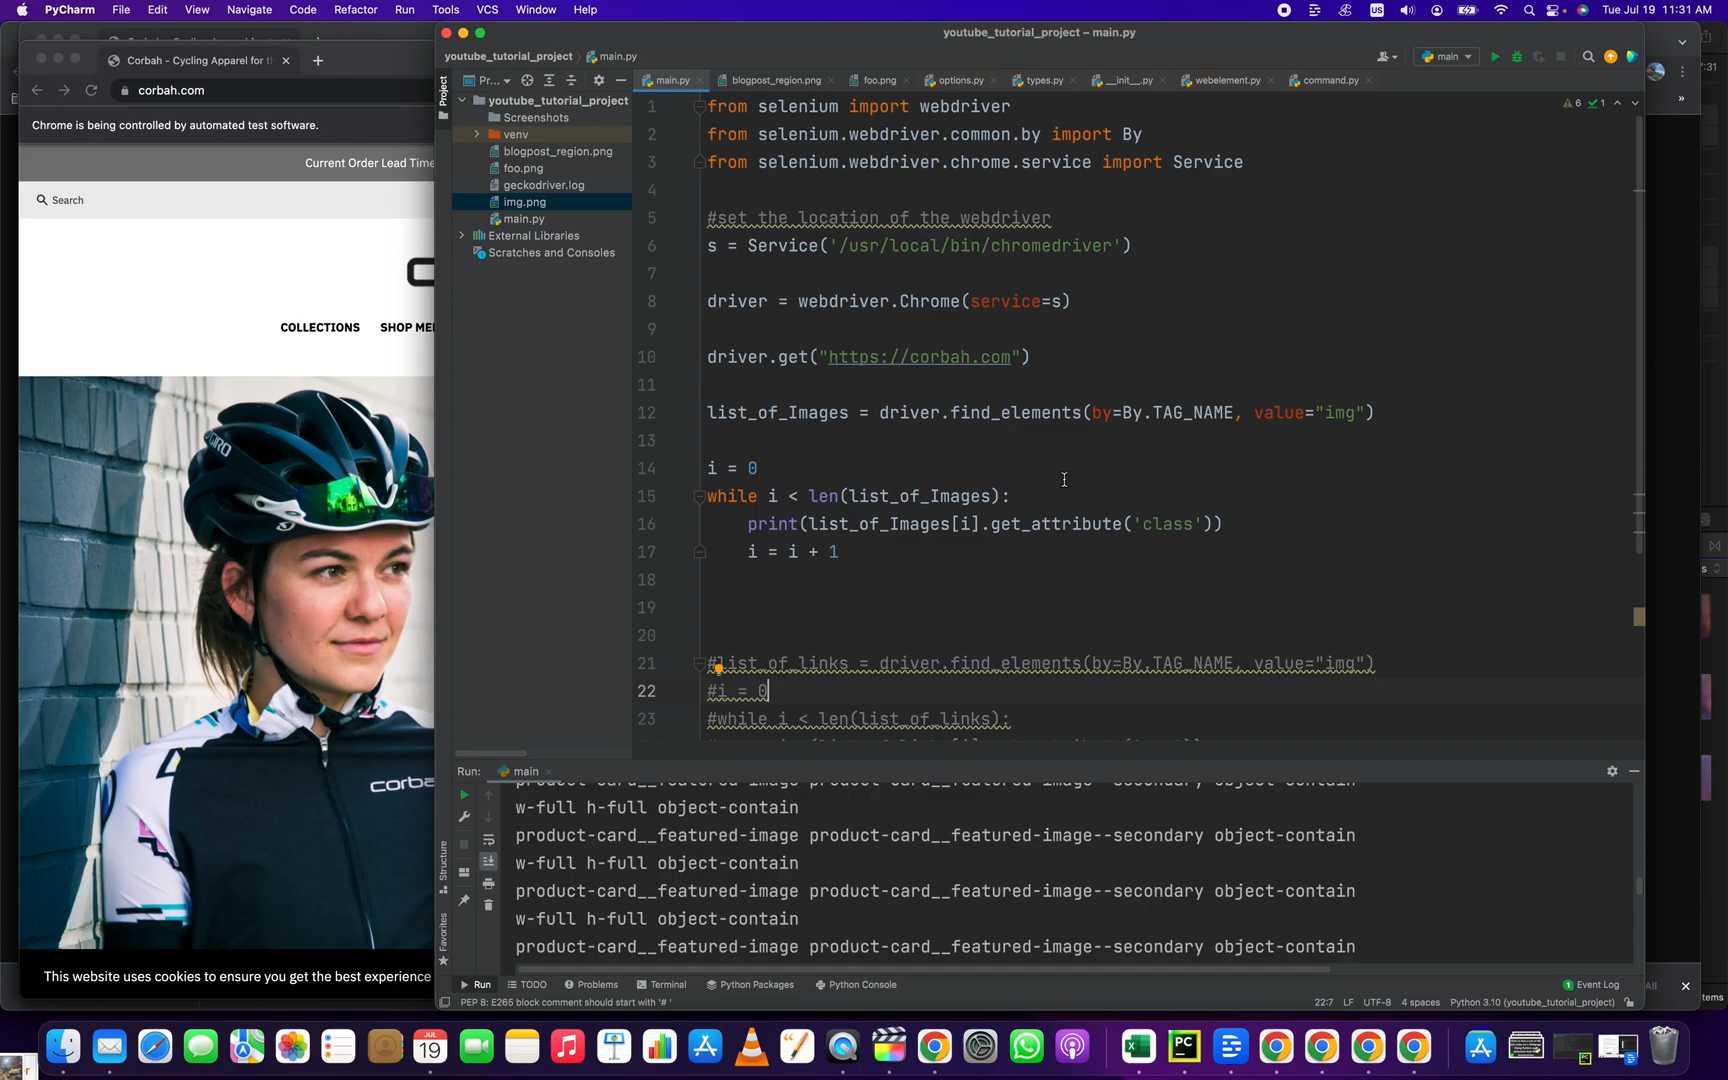 PyCharm File Edit View Navigate Code Refactor Run Tools VCS Window Help
US Tue Jul 19 11:31 AM
Corbah - Cycling Apparel for th
corbah.com
Chrome is being controlled by automated test software.
Current Order Lead Time
Search
COLLECTIONS SHOP MEN
GIRO
corba
This website uses cookies to ensure you get the best experience
youtube_tutorial_project – main.py
youtube_tutorial_project main.py
main
Project
Pr...
main.py blogpost_region.png foo.png options.py types.py __init__.py webelement.py command.py
youtube_tutorial_project
Screenshots
venv
blogpost_region.png
foo.png
geckodriver.log
img.png
main.py
External Libraries
Scratches and Consoles
6 1
1 from selenium import webdriver
2 from selenium.webdriver.common.by import By
3 from selenium.webdriver.chrome.service import Service
4
5 #set the location of the webdriver
6 s = Service('/usr/local/bin/chromedriver')
7
8 driver = webdriver.Chrome(service=s)
9
10 driver.get("https://corbah.com")
11
12 list_of_Images = driver.find_elements(by=By.TAG_NAME, value="img")
13
14 i = 0
15 while i < len(list_of_Images):
16 print(list_of_Images[i].get_attribute('class'))
17 i = i + 1
18
19
20
21 #list_of_links = driver.find_elements(by=By.TAG_NAME, value="img")
22 #i = 0
23 #while i < len(list_of_links):
Run: main
product-card__featured-image product-card__featured-image--secondary object-contain
w-full h-full object-contain
product-card__featured-image product-card__featured-image--secondary object-contain
w-full h-full object-contain
product-card__featured-image product-card__featured-image--secondary object-contain
w-full h-full object-contain
product-card__featured-image product-card__featured-image--secondary object-contain
Structure
Favorites
Run TODO Problems Terminal Python Packages Python Console
1 Event Log
PEP 8: E265 block comment should start with '# '
22:7 LF UTF-8 4 spaces Python 3.10 (youtube_tutorial_project)
JUL
19
PC